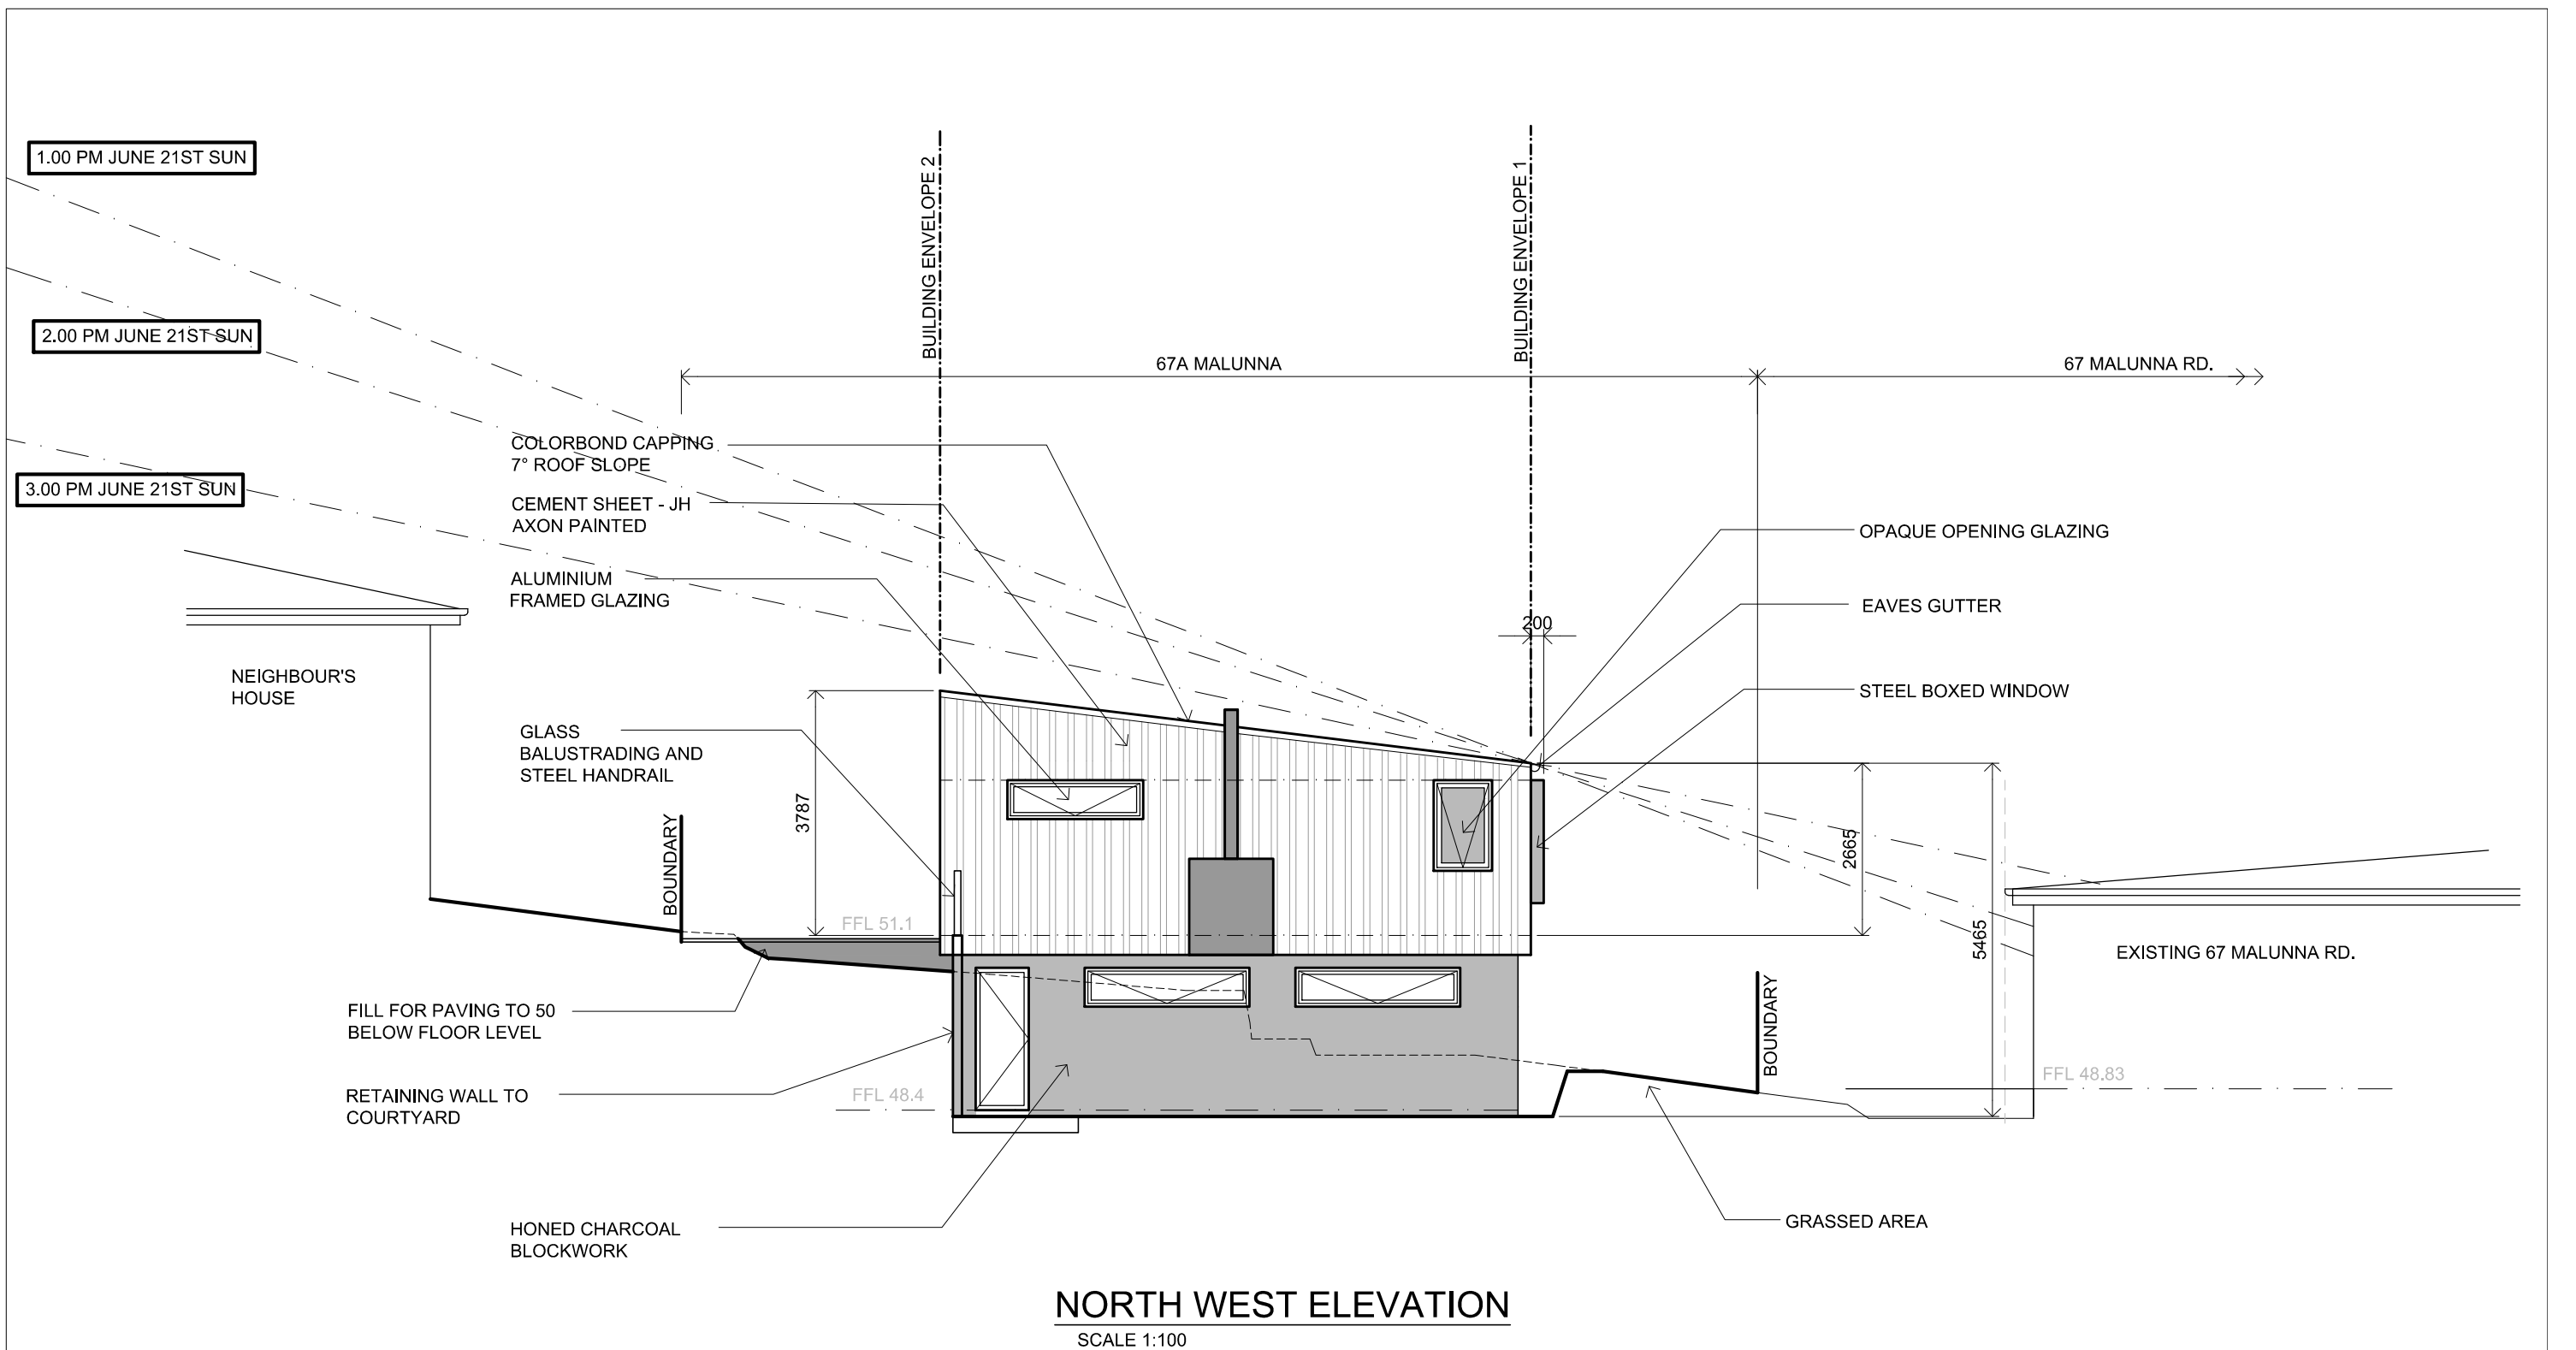 1.00 PM JUNE 21ST SUN
2.00 PM JUNE 21ST SUN
3.00 PM JUNE 21ST SUN
BUILDING ENVELOPE 2
BUILDING ENVELOPE 1
67A MALUNNA
67 MALUNNA RD.
COLORBOND CAPPING
7° ROOF SLOPE
CEMENT SHEET - JH
AXON PAINTED
ALUMINIUM
FRAMED GLAZING
GLASS
BALUSTRADING AND
STEEL HANDRAIL
NEIGHBOUR'S
HOUSE
OPAQUE OPENING GLAZING
EAVES GUTTER
STEEL BOXED WINDOW
200
3787
2665
5465
BOUNDARY
FFL 51.1
FILL FOR PAVING TO 50
BELOW FLOOR LEVEL
RETAINING WALL TO
COURTYARD
FFL 48.4
HONED CHARCOAL
BLOCKWORK
BOUNDARY
EXISTING 67 MALUNNA RD.
FFL 48.83
GRASSED AREA
NORTH WEST ELEVATION
SCALE 1:100